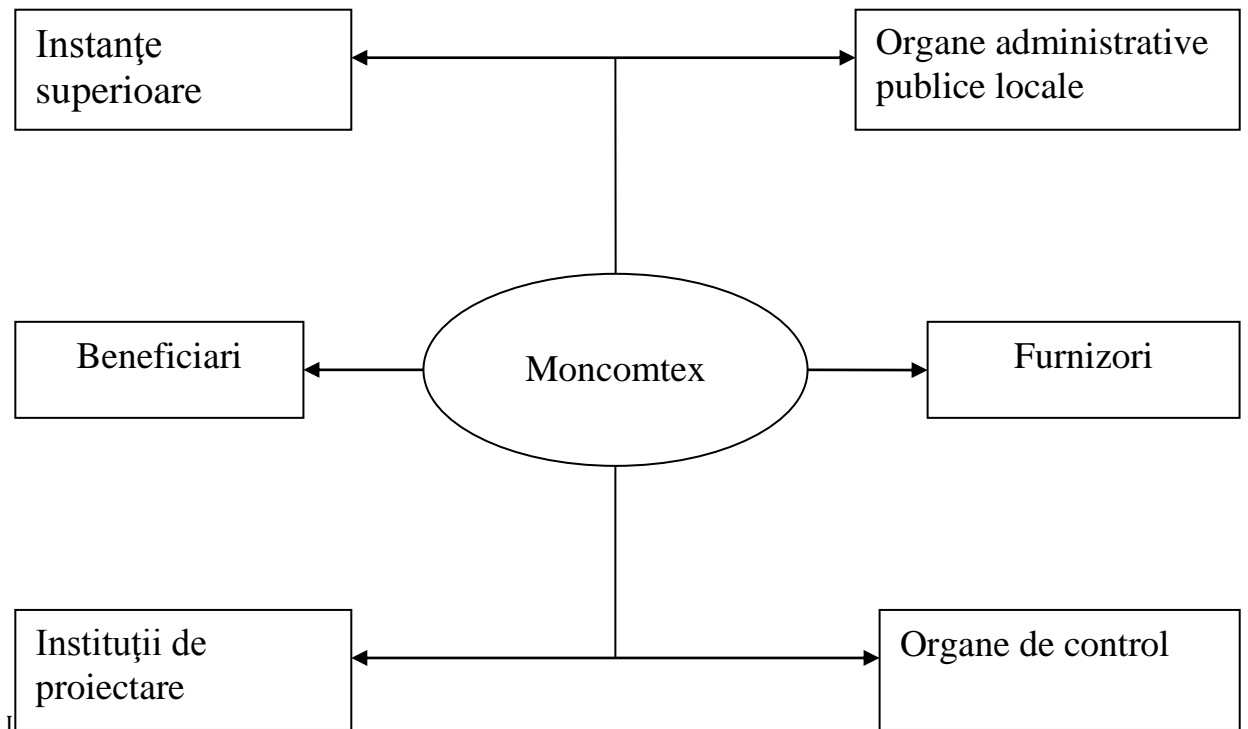 Instanţe
superioare
Organe administrative
publice locale
Beneficiari
Moncomtex
Furnizori
Instituţii de
proiectare
Organe de control